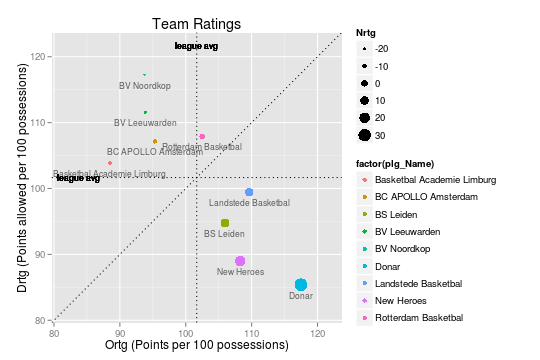 Team Ratings
Drtg (Points allowed per 100 possessions)
120
110
100
90
80
league avg
BV Noordkop
BV Leeuwarden
BC APOLLO Amsterdam
Rotterdam Basketbal
Basketbal Academie Limburg
league avg
Landstede Basketbal
BS Leiden
New Heroes
Donar
80
90
100
110
120
Ortg (Points per 100 possessions)
Nrtg
-20
-10
0
10
20
30
factor(plg_Name)
Basketbal Academie Limburg
BC APOLLO Amsterdam
BS Leiden
BV Leeuwarden
BV Noordkop
Donar
Landstede Basketbal
New Heroes
Rotterdam Basketbal